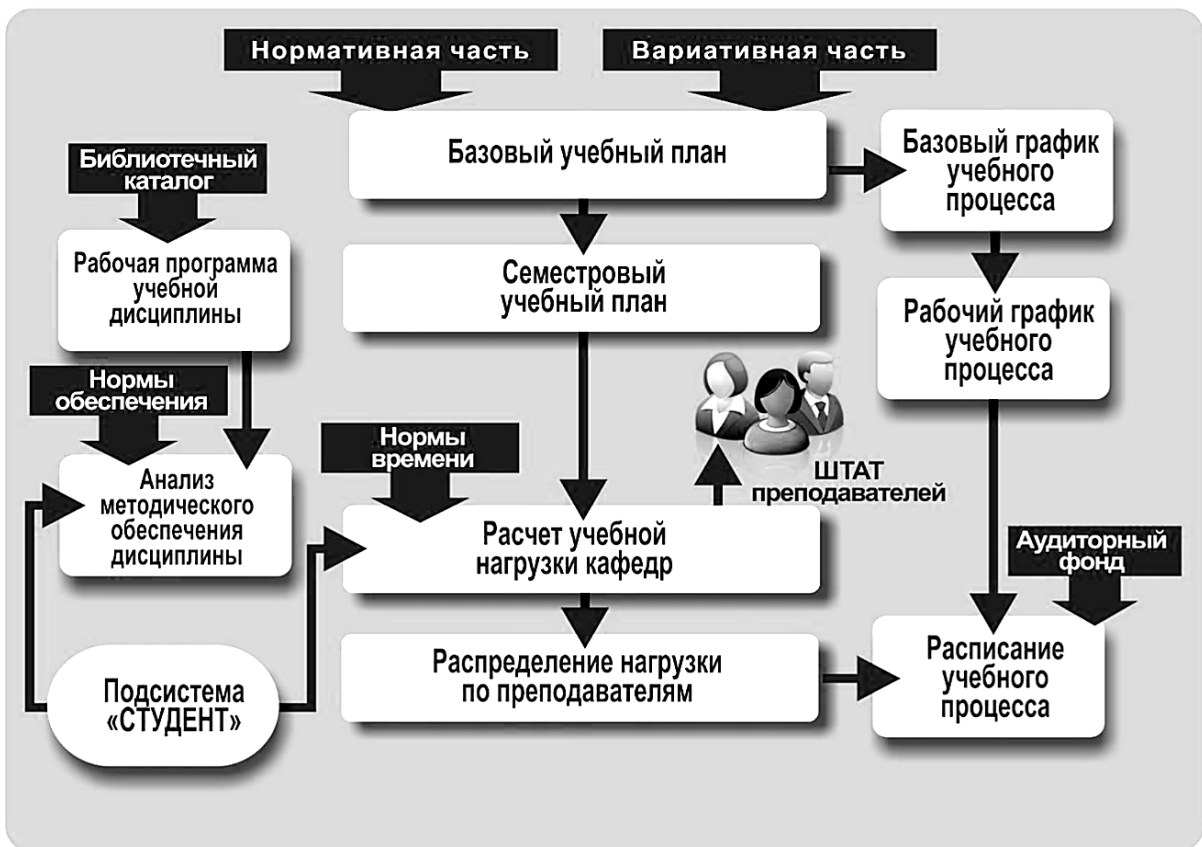 Нормативная часть
Вариативная часть
Базовый учебный план
Базовый график
учебного
процесса
Библиотечный
каталог
Рабочая программа
учебной
дисциплины
Семестровый
учебный план
Рабочий график
учебного
процесса
Нормы
обеспечения
Нормы
времени
ШТАТ
преподавателей
Анализ
методического
обеспечения
дисциплины
Расчет учебной
нагрузки кафедр
Аудиторный
фонд
Подсистема
«СТУДЕНТ»
Распределение нагрузки
по преподавателям
Расписание
учебного
процесса